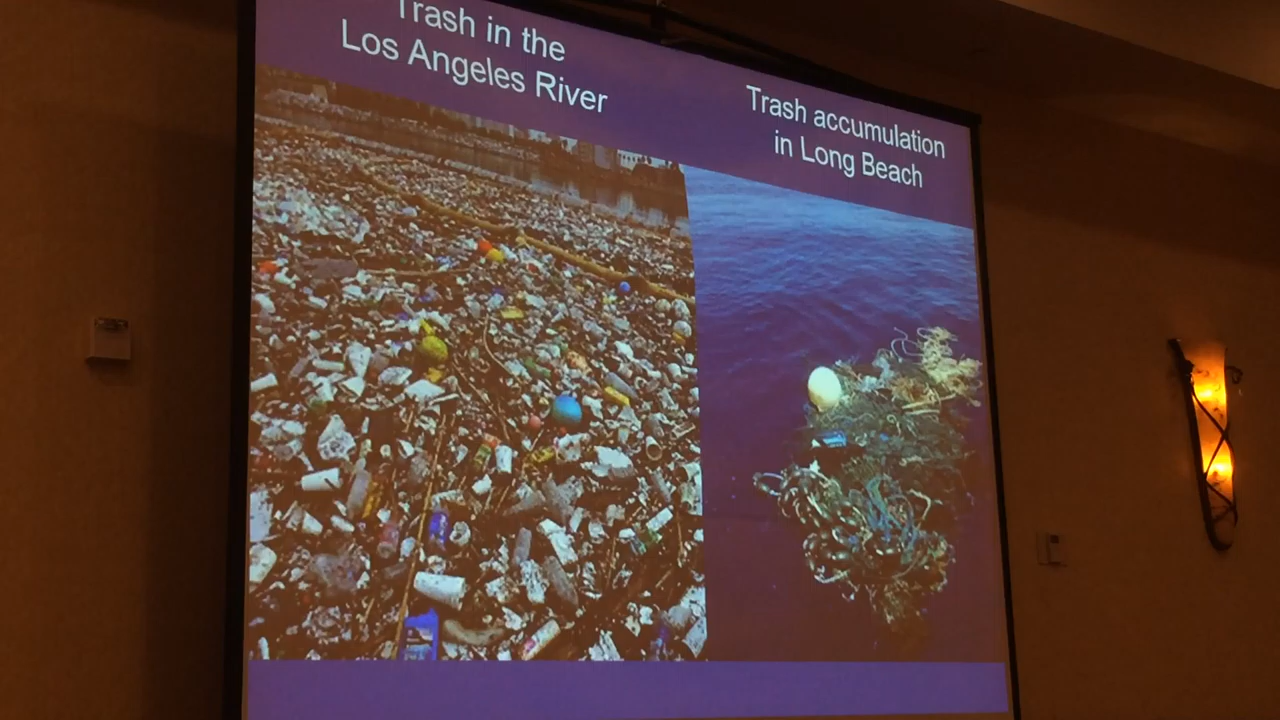 Trash in the
Los Angeles River
Trash accumulation
in Long Beach